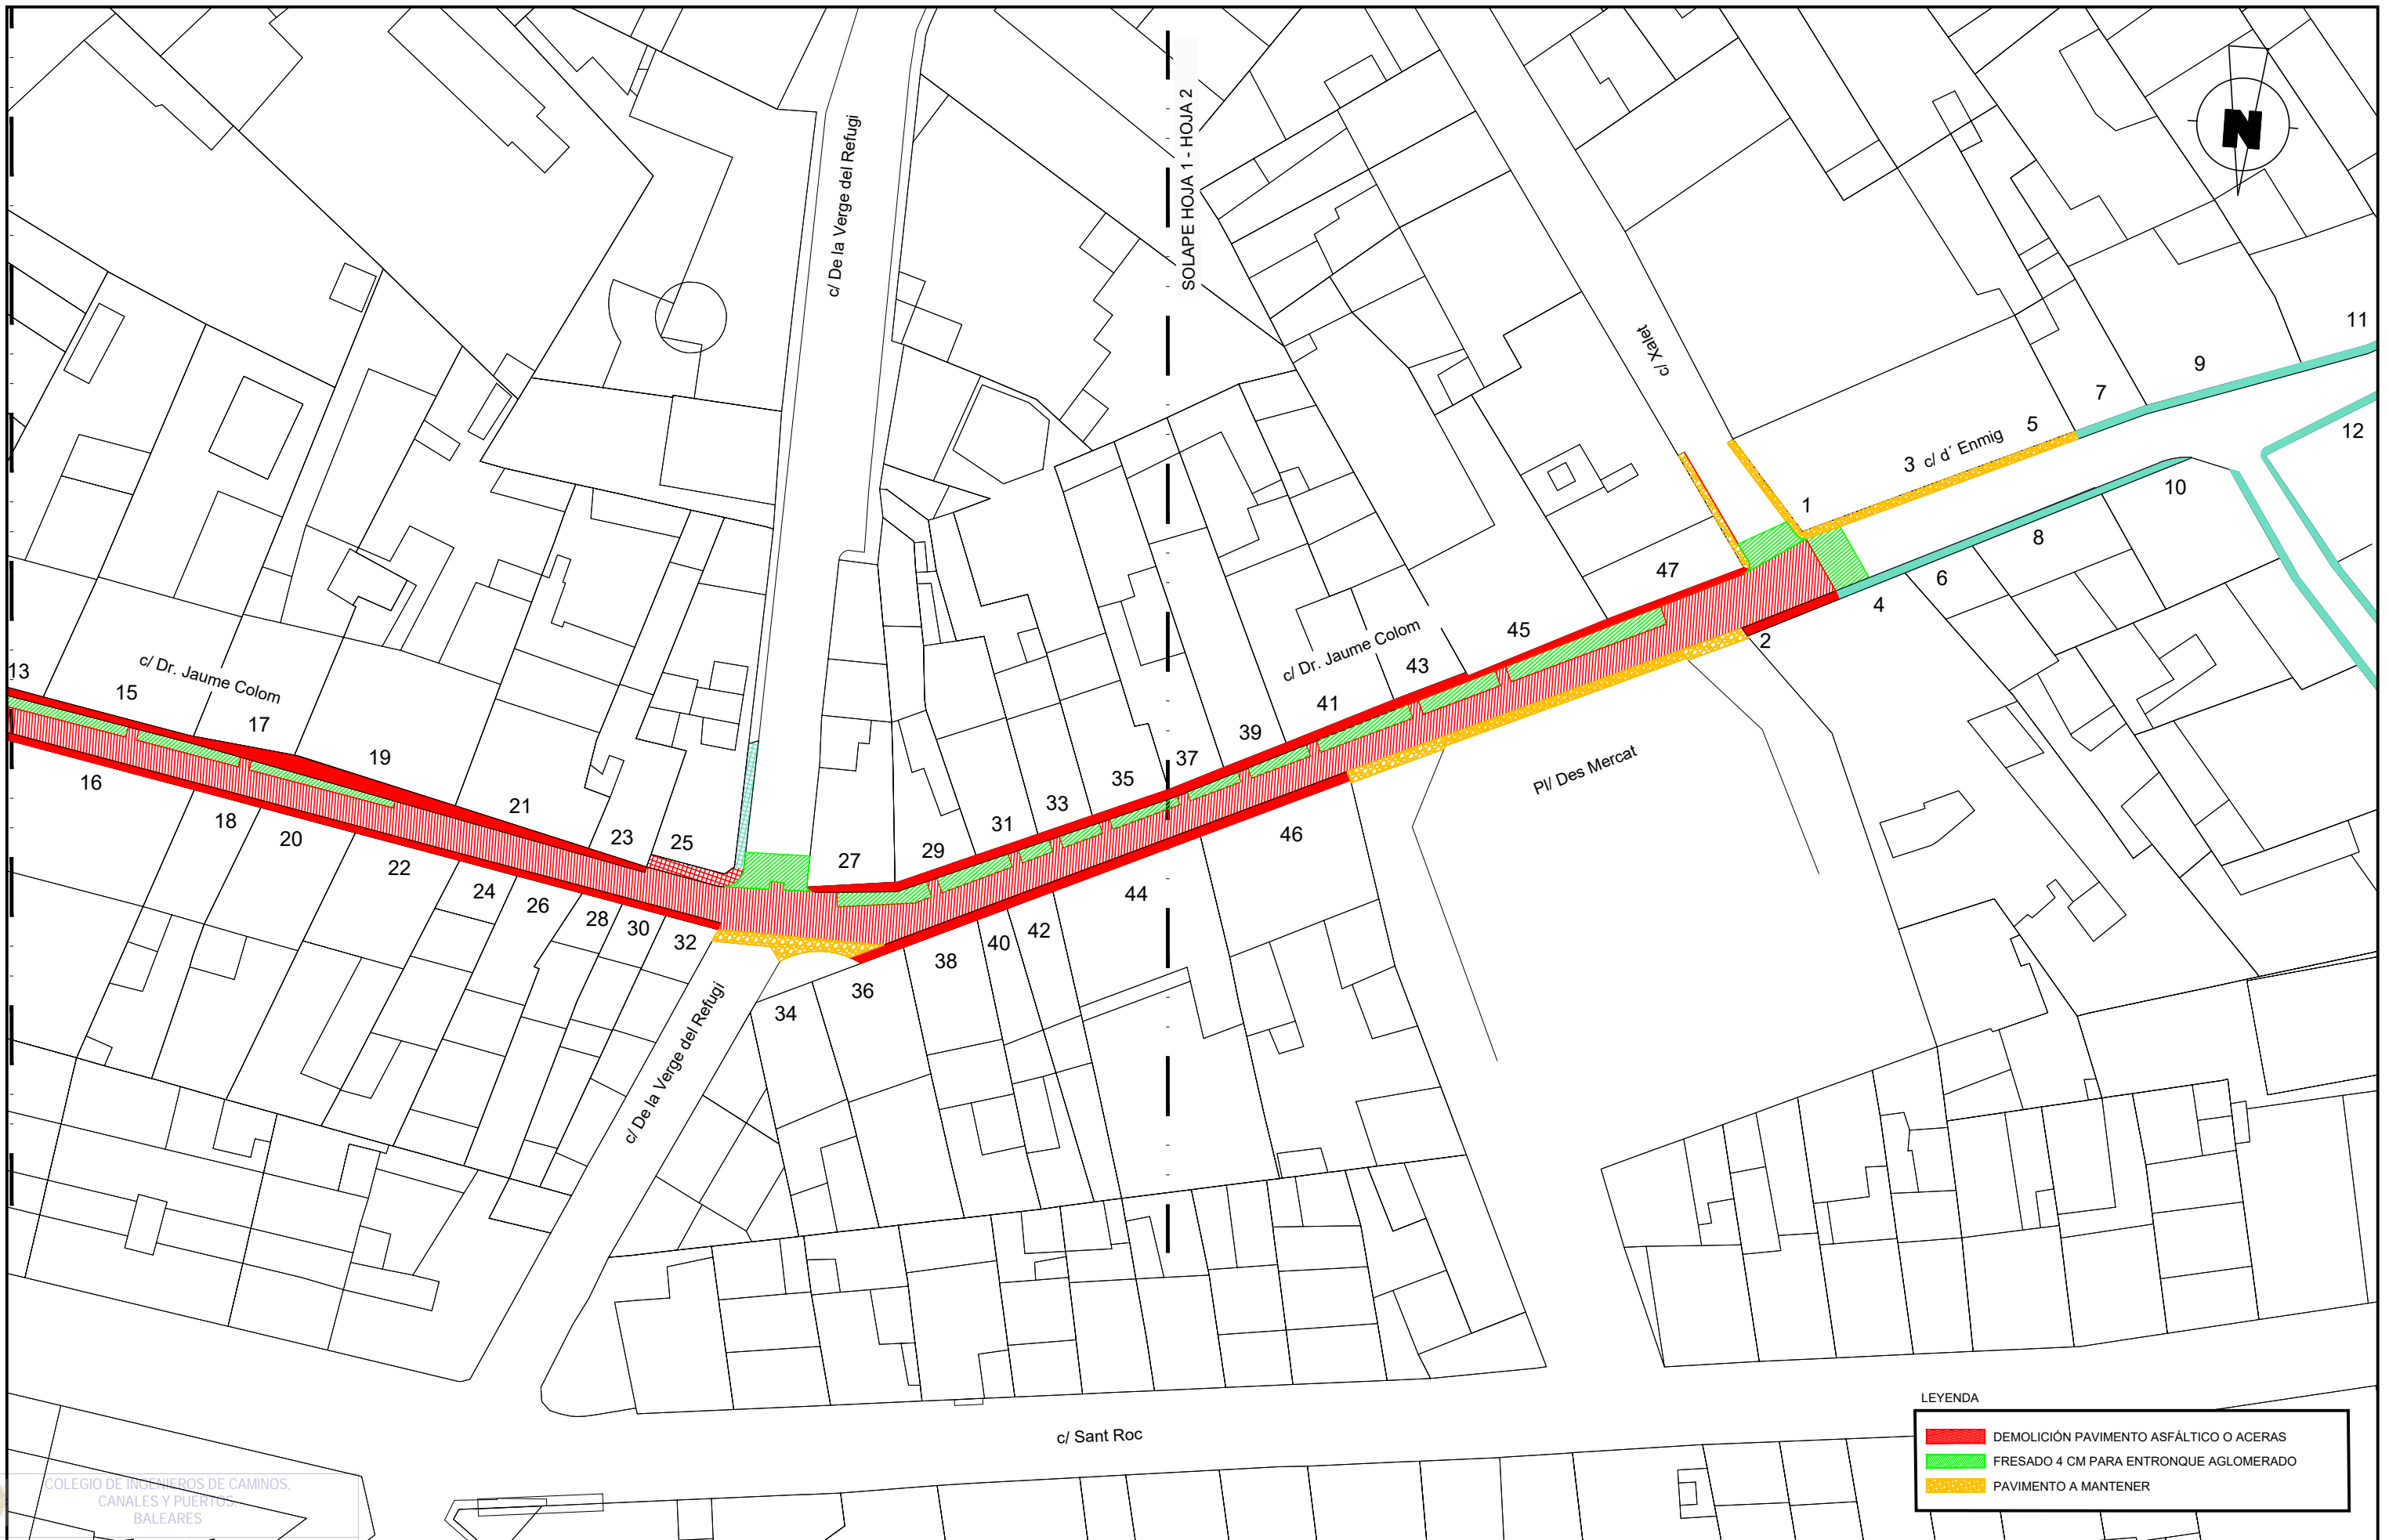 c/ De la Verge del Refugi
SOLAPE HOJA 1 - HOJA 2
N
c/ Xalet
11
9
7
5
3 c/ d´ Enmig
12
1
10
8
6
4
2
47
45
c/ Dr. Jaume Colom
43
41
39
37
35
33
31
29
27
13
c/ Dr. Jaume Colom
15
17
19
21
23
25
16
18
20
22
24
26
28
30
32
34
36
38
40
42
44
46
Pl/ Des Mercat
c/ De la Verge del Refugi
c/ Sant Roc
LEYENDA
DEMOLICIÓN PAVIMENTO ASFÁLTICO O ACERAS
FRESADO 4 CM PARA ENTRONQUE AGLOMERADO
PAVIMENTO A MANTENER
COLEGIO DE INGENIEROS DE CAMINOS,
CANALES Y PUERTOS.
BALEARES